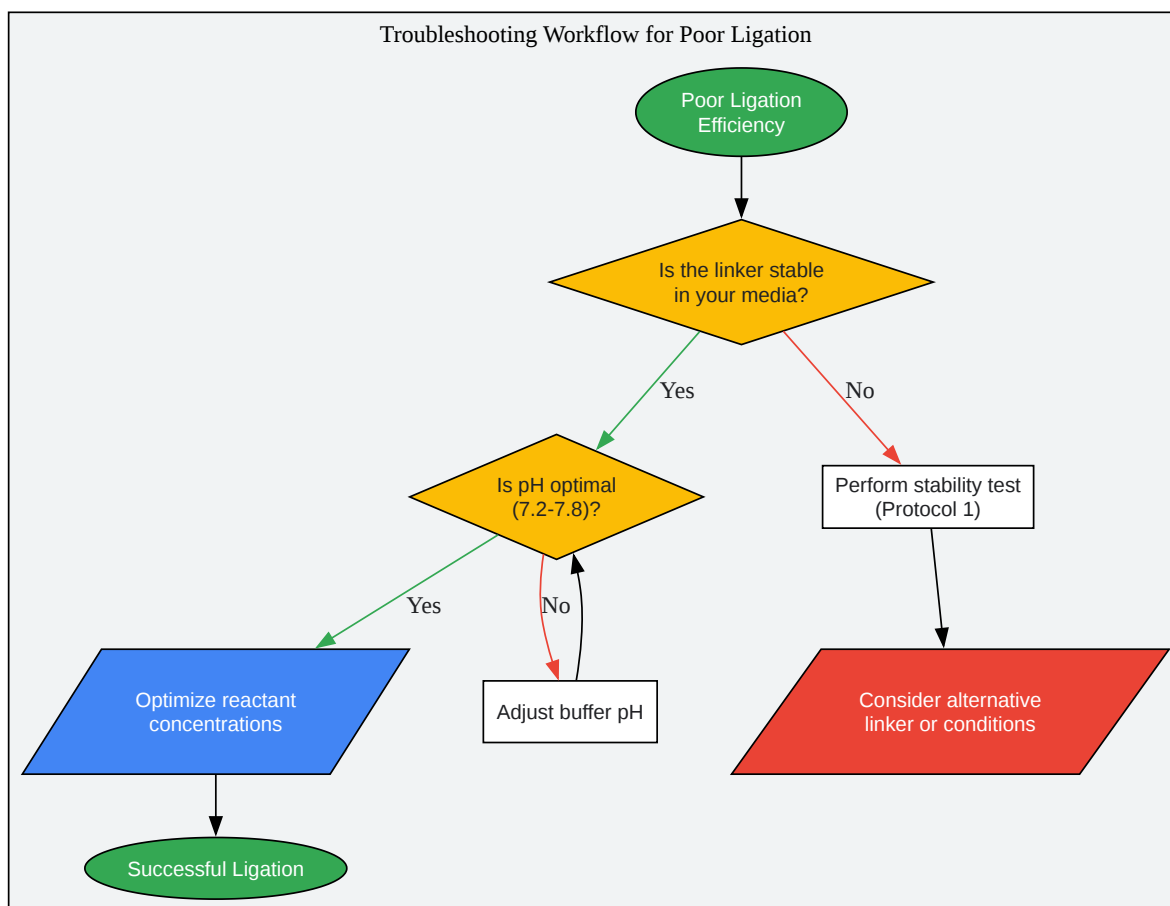 Troubleshooting Workflow for Poor Ligation
Poor Ligation
Efficiency
Is the linker stable
in your media?
Yes
No
Is pH optimal
(7.2-7.8)?
Perform stability test
(Protocol 1)
Yes
No
Optimize reactant
concentrations
Adjust buffer pH
Consider alternative
linker or conditions
Successful Ligation